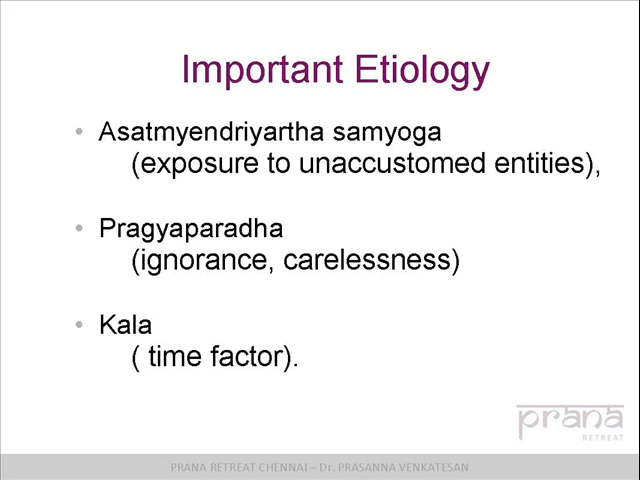 Important Etiology
• Asatmyendriyartha samyoga
(exposure to unaccustomed entities),
• Pragyaparadha
(ignorance, carelessness)
• Kala
( time factor).
prana
RETREAT
PRANA RETREAT CHENNAI – Dr. PRASANNA VENKATESAN